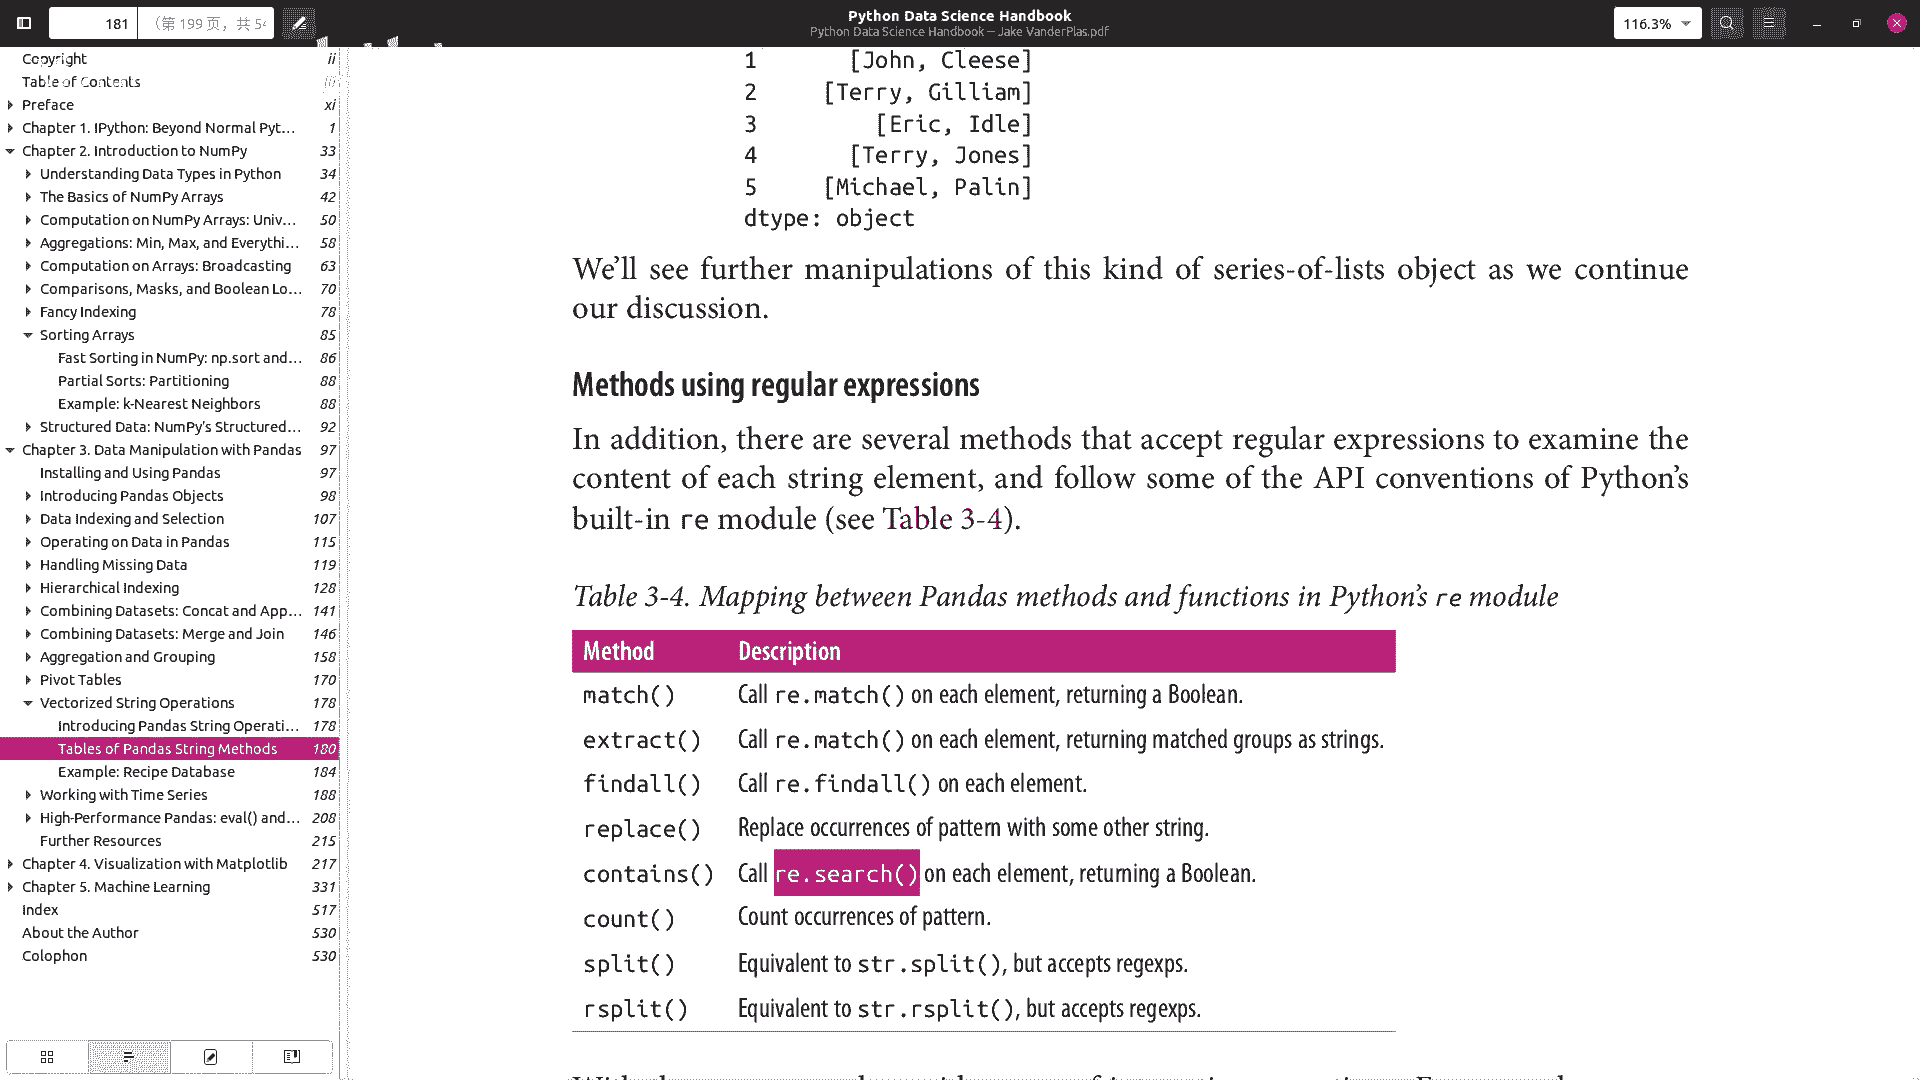 181
（第 199 页，共 54
Python Data Science Handbook
Python Data Science Handbook — Jake VanderPlas.pdf
116.3%
Copyright ii
Table of Contents
Preface xi
Chapter 1. IPython: Beyond Normal Pyt... 1
Chapter 2. Introduction to NumPy 33
Understanding Data Types in Python 34
The Basics of NumPy Arrays 42
Computation on NumPy Arrays: Univ... 50
Aggregations: Min, Max, and Everythi... 58
Computation on Arrays: Broadcasting 63
Comparisons, Masks, and Boolean Lo... 70
Fancy Indexing 78
Sorting Arrays 85
Fast Sorting in NumPy: np.sort and... 86
Partial Sorts: Partitioning 88
Example: k-Nearest Neighbors 88
Structured Data: NumPy's Structured... 92
Chapter 3. Data Manipulation with Pandas 97
Installing and Using Pandas 97
Introducing Pandas Objects 98
Data Indexing and Selection 107
Operating on Data in Pandas 115
Handling Missing Data 119
Hierarchical Indexing 128
Combining Datasets: Concat and App... 141
Combining Datasets: Merge and Join 146
Aggregation and Grouping 158
Pivot Tables 170
Vectorized String Operations 178
Introducing Pandas String Operati... 178
Tables of Pandas String Methods 180
Example: Recipe Database 184
Working with Time Series 188
High-Performance Pandas: eval() and... 208
Further Resources 215
Chapter 4. Visualization with Matplotlib 217
Chapter 5. Machine Learning 331
Index 517
About the Author 530
Colophon 530
1 [John, Cleese]
2 [Terry, Gilliam]
3 [Eric, Idle]
4 [Terry, Jones]
5 [Michael, Palin]
dtype: object
We’ll see further manipulations of this kind of series-of-lists object as we continue
our discussion.
Methods using regular expressions
In addition, there are several methods that accept regular expressions to examine the
content of each string element, and follow some of the API conventions of Python’s
built-in re module (see Table 3-4).
Table 3-4. Mapping between Pandas methods and functions in Python’s re module
Method Description
match() Call re.match() on each element, returning a Boolean.
extract() Call re.match() on each element, returning matched groups as strings.
findall() Call re.findall() on each element.
replace() Replace occurrences of pattern with some other string.
contains() Call re.search() on each element, returning a Boolean.
count() Count occurrences of pattern.
split() Equivalent to str.split(), but accepts regexps.
rsplit() Equivalent to str.rsplit(), but accepts regexps.